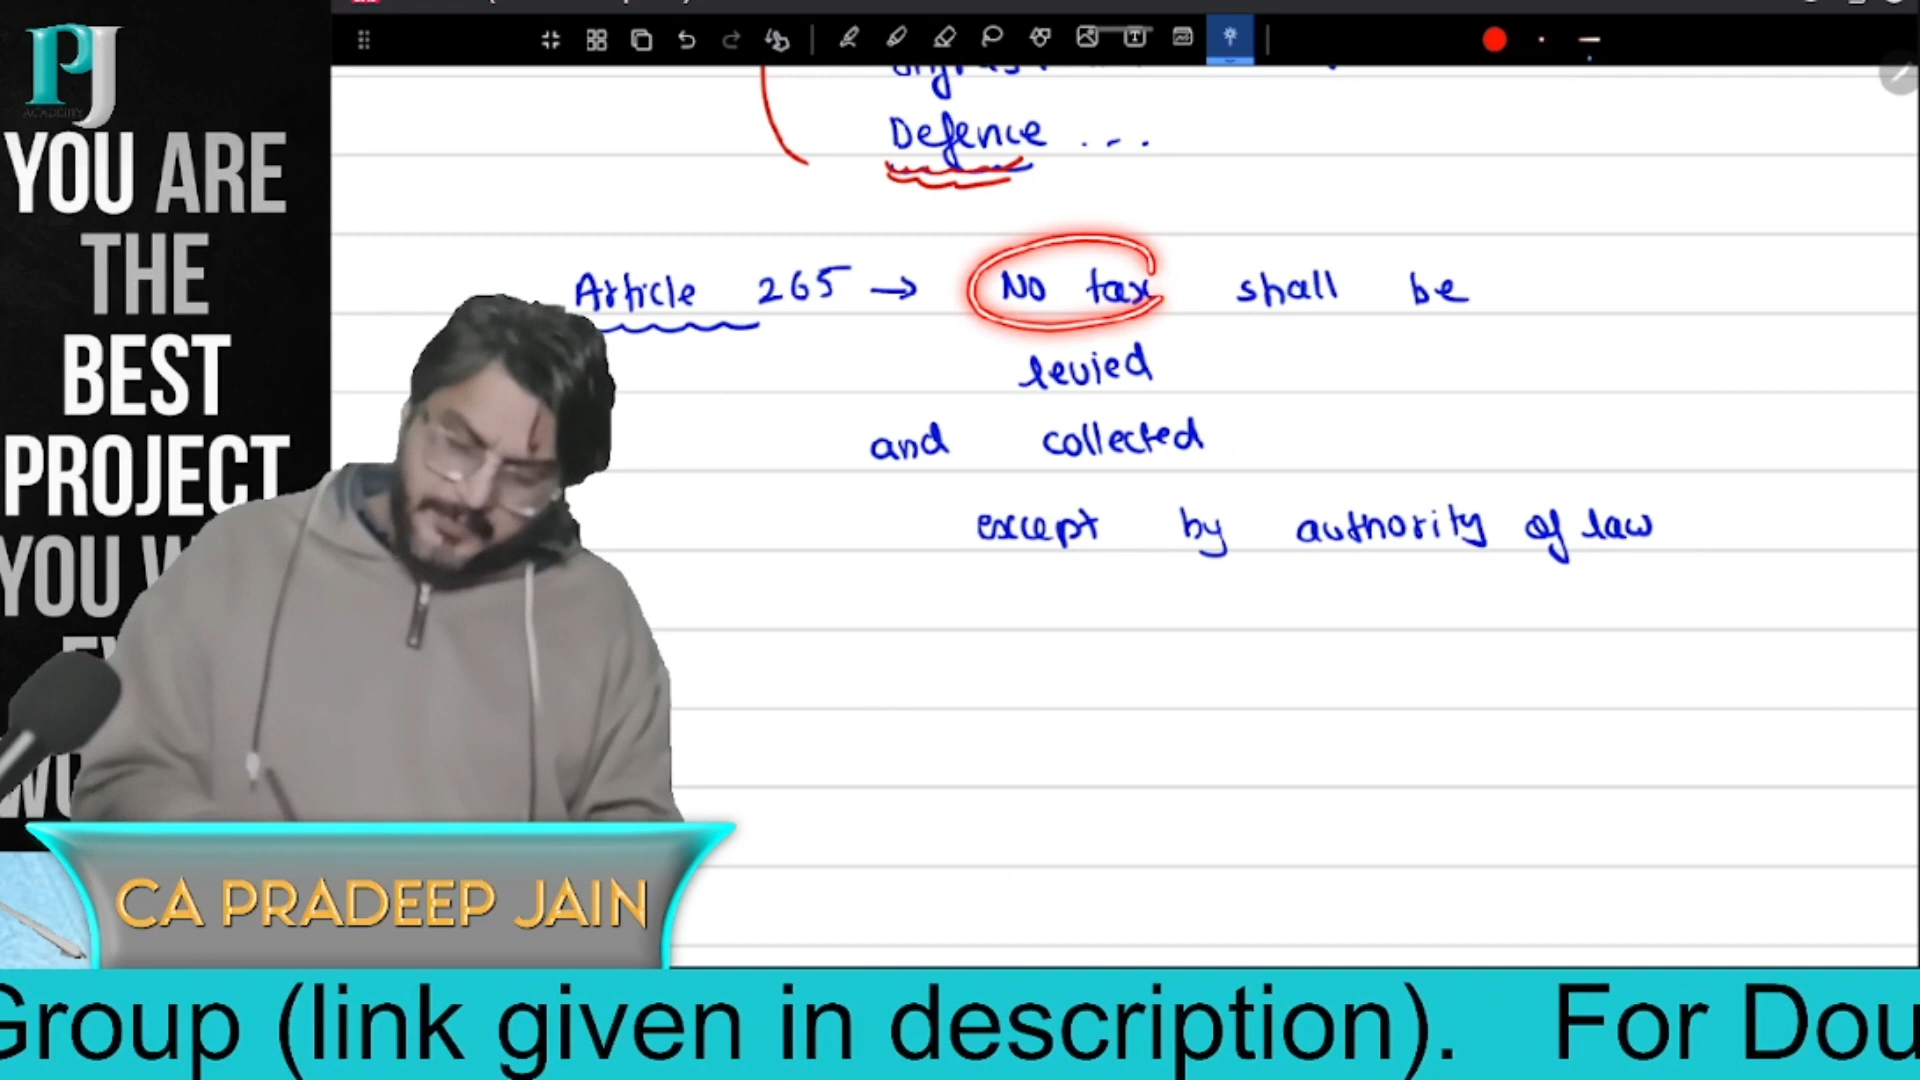 PJ
ACADEMY
YOU ARE
THE
BEST
PROJECT
YOU
Defence ...
Article 265 → No tax shall be
levied
and collected
except by authority of law
CA PRADEEP JAIN
Group (link given in description). For Dou